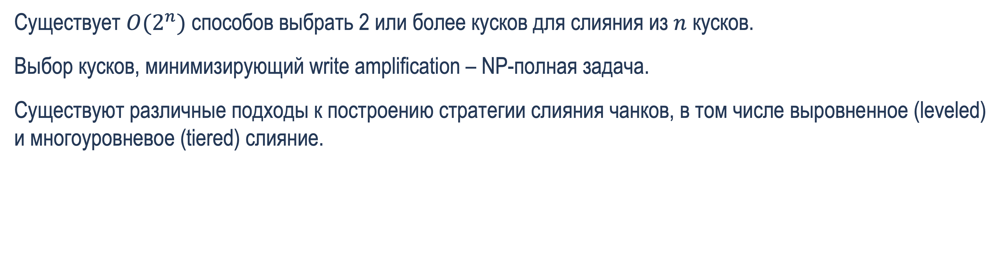 Существует O(2ⁿ) способов выбрать 2 или более кусков для слияния из n кусков.
Выбор кусков, минимизирующий write amplification – NP-полная задача.
Существуют различные подходы к построению стратегии слияния чанков, в том числе выровненное (leveled)
и многоуровневое (tiered) слияние.